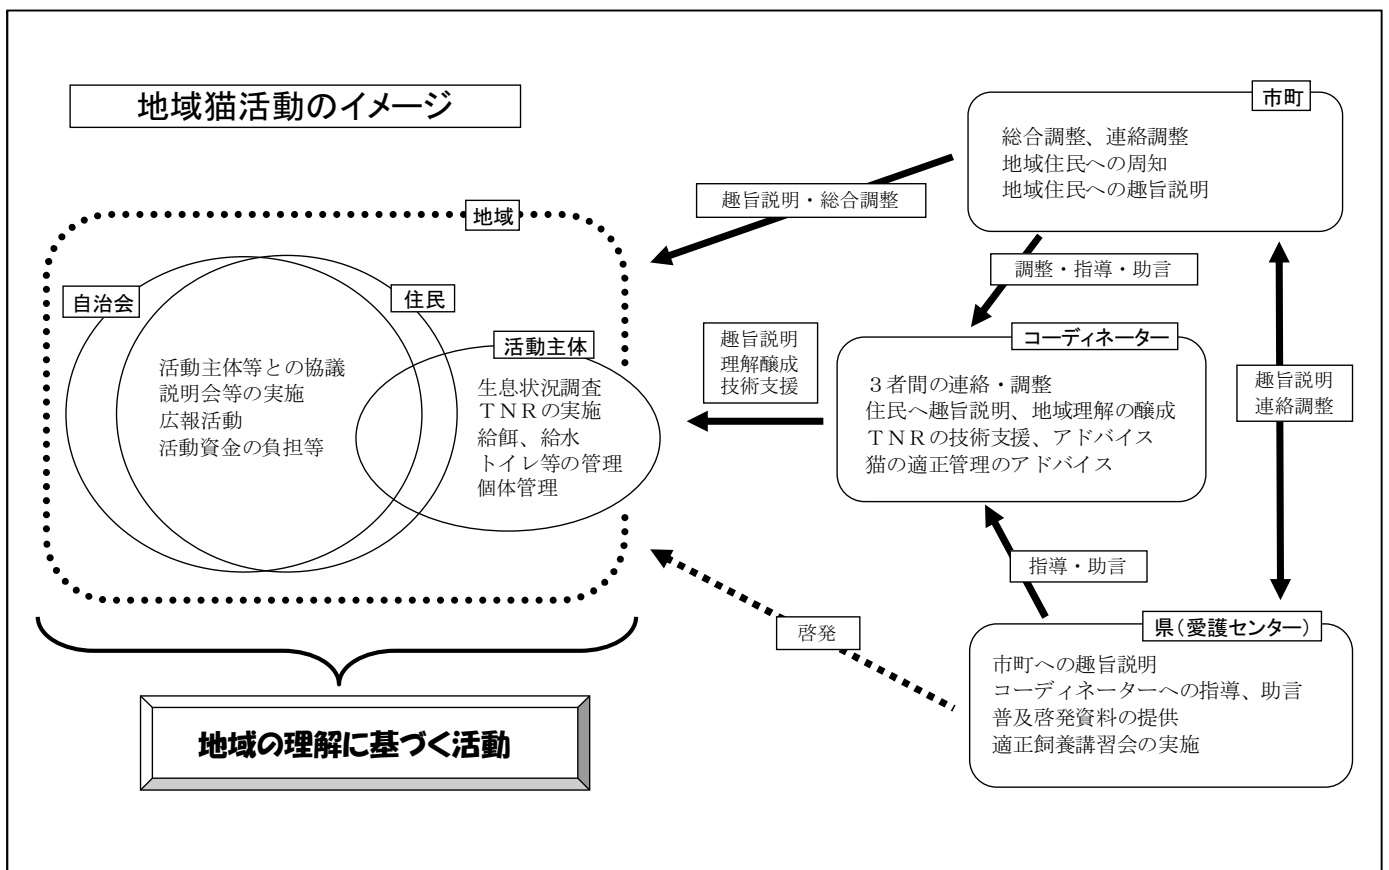 地域猫活動のイメージ
市町
総合調整、連絡調整
地域住民への周知
地域住民への趣旨説明
趣旨説明・総合調整
地域
調整・指導・助言
自治会
住民
活動主体等との協議
説明会等の実施
広報活動
活動資金の負担等
活動主体
生息状況調査
TNRの実施
給餌、給水
トイレ等の管理
個体管理
趣旨説明
理解醸成
技術支援
コーディネーター
3者間の連絡・調整
住民へ趣旨説明、地域理解の醸成
TNRの技術支援、アドバイス
猫の適正管理のアドバイス
趣旨説明
連絡調整
指導・助言
啓発
県(愛護センター)
市町への趣旨説明
コーディネーターへの指導、助言
普及啓発資料の提供
適正飼養講習会の実施
地域の理解に基づく活動